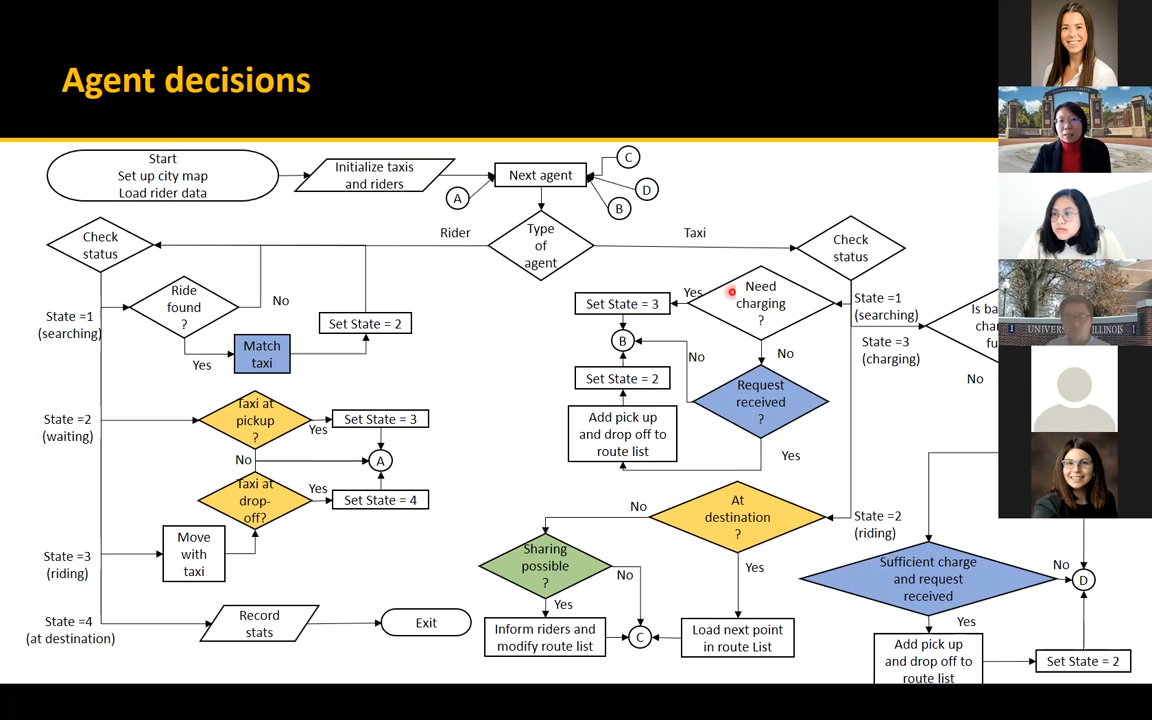 Agent decisions
Start
Set up city map
Load rider data
Initialize taxis
and riders
Next agent
C
D
A
B
Check
status
Rider
Type
of
agent
Taxi
Check
status
Ride
found
?
No
State =1
(searching)
Yes
Match
taxi
Set State = 2
Set State = 3
Yes
Need
charging
?
State =1
(searching)
State =3
(charging)
No
B
No
No
Set State = 2
Request
received
?
Add pick up
and drop off to
route list
Yes
State =2
(waiting)
Taxi at
pickup
?
Yes
Set State = 3
No
A
Taxi at
drop-
off?
Yes
Set State = 4
Move
with
taxi
State =3
(riding)
No
At
destination
?
State =2
(riding)
Sharing
possible
?
No
Yes
Yes
Inform riders and
modify route list
C
Load next point
in route List
Sufficient charge
and request
received
No
D
Yes
Add pick up
and drop off to
route list
Set State = 2
State =4
(at destination)
Record
stats
Exit